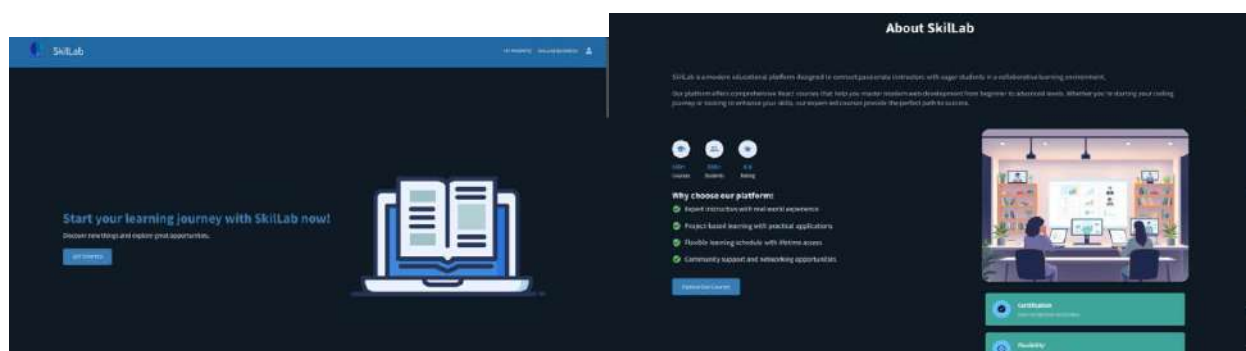 SkilLab
Start your learning journey with SkilLab now!
Discover new things and explore great opportunities.
GET STARTED
About SkilLab
SkilLab is a modern educational platform designed to connect passionate instructors with eager students in a collaborative learning environment.
Our platform offers comprehensive React courses that help you master modern web development from beginner to advanced levels. Whether you're starting your coding
journey or looking to enhance your skills, our expert-led courses provide the perfect path to success.
Courses Students Rating
Why choose our platform:
Expert instructors with real-world experience
Project-based learning with practical applications
Flexible learning schedule with lifetime access
Community support and networking opportunities
Explore Our Courses
Certification
Flexibility